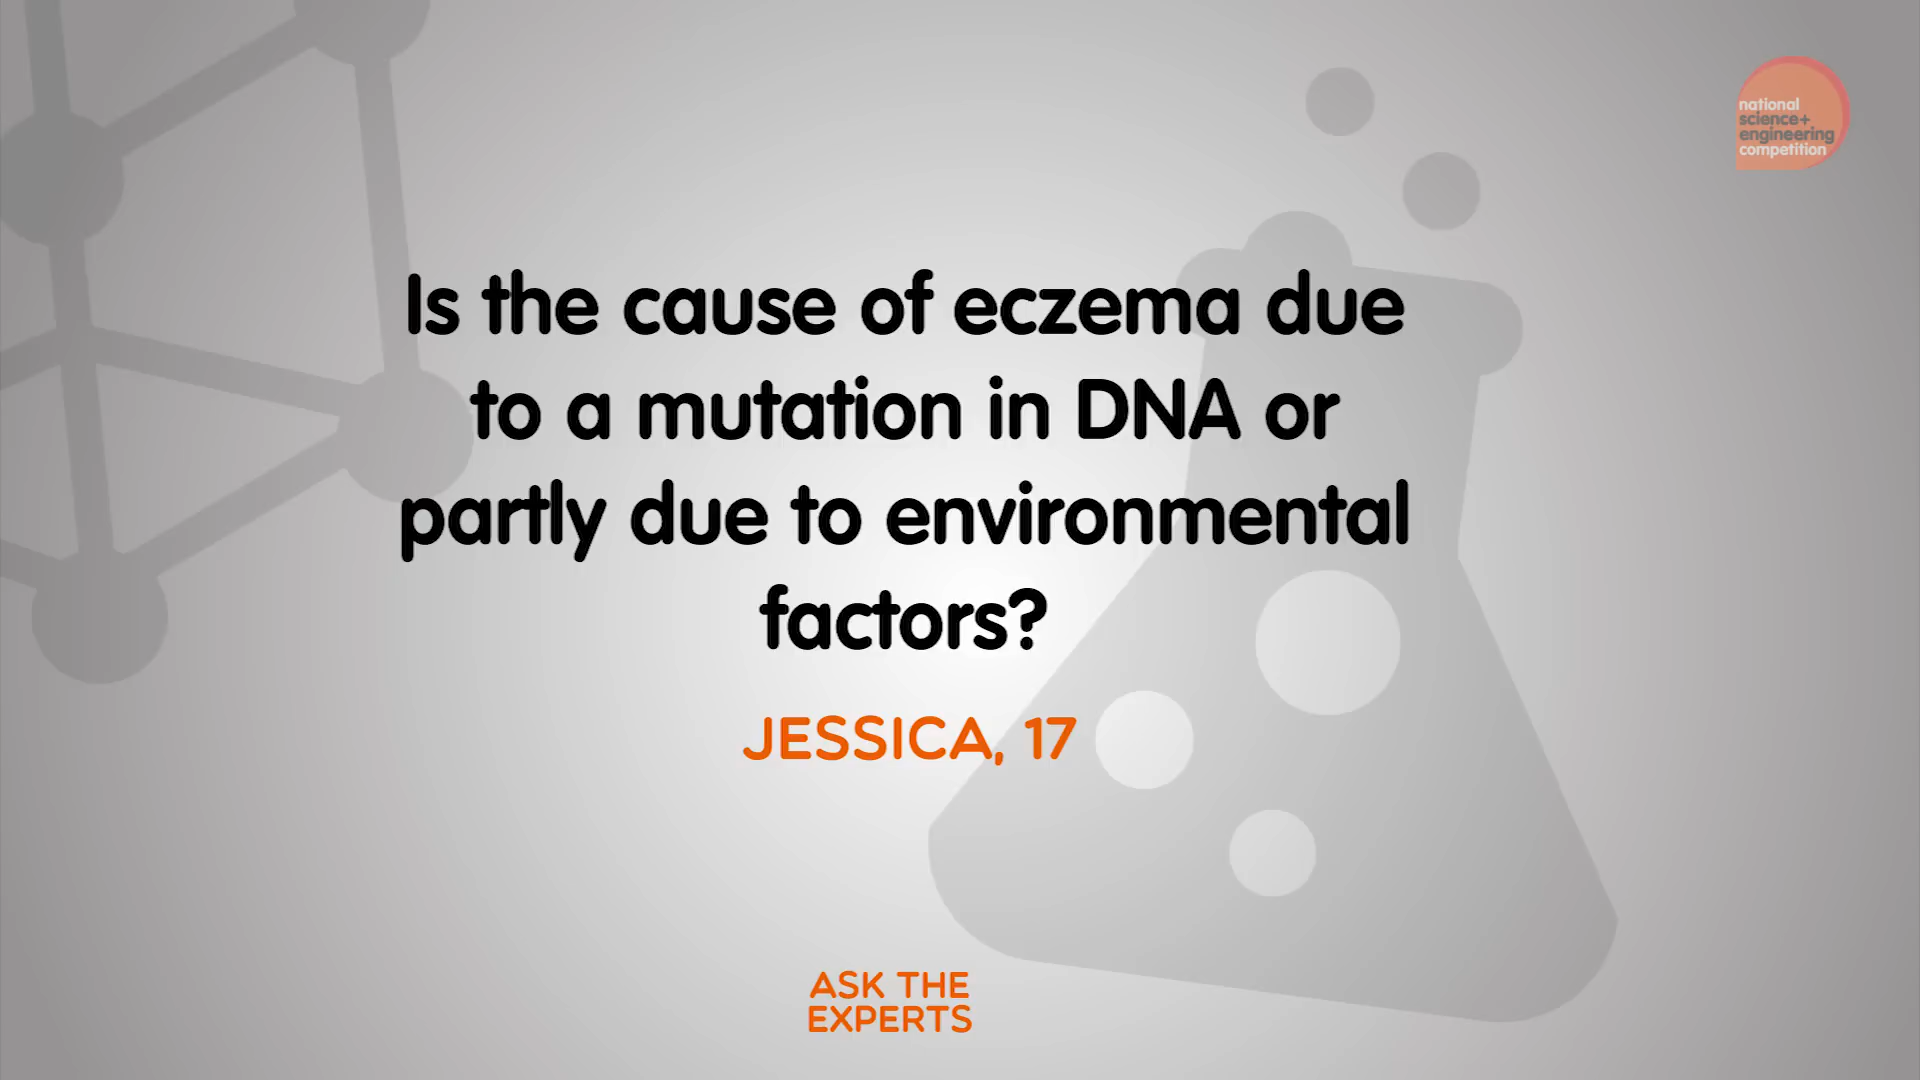 national
science+
engineering
competition
Is the cause of eczema due
to a mutation in DNA or
partly due to environmental
factors?
JESSICA, 17
ASK THE
EXPERTS